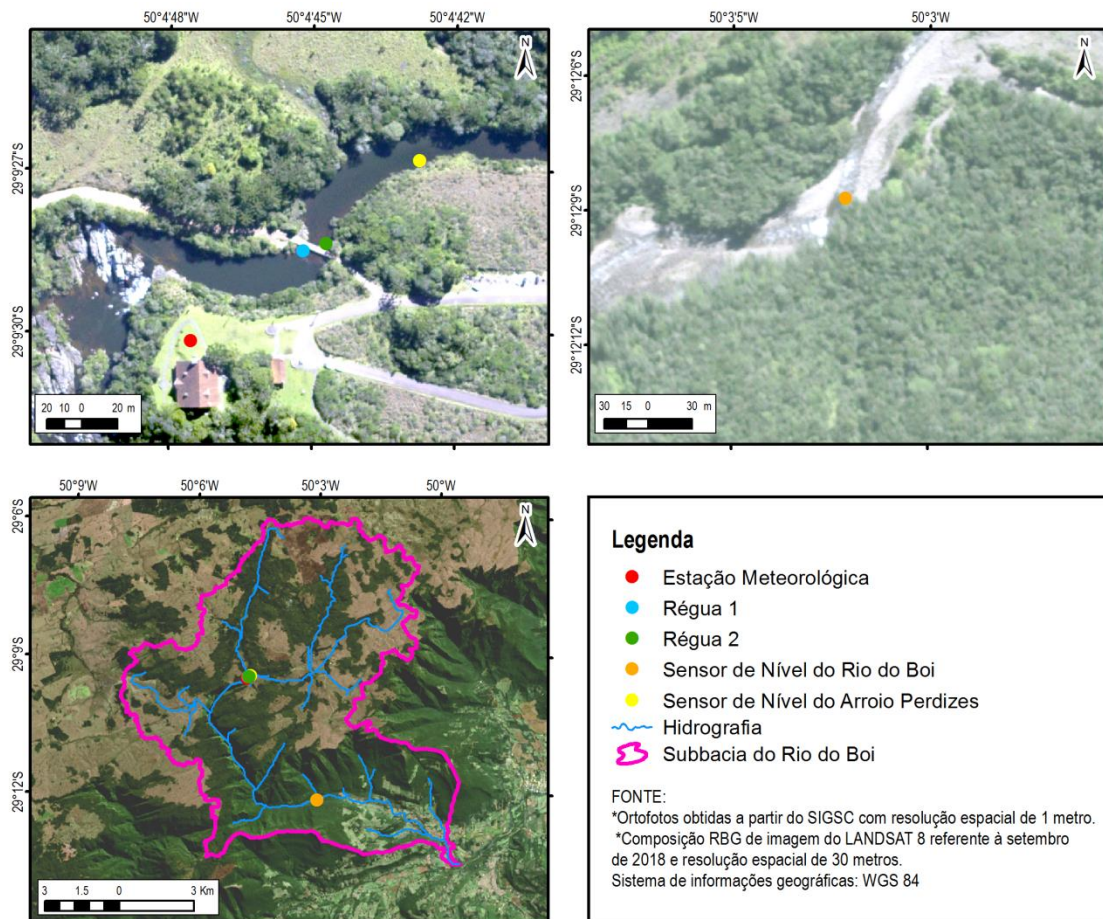 50°4'48"W
50°4'45"W
50°4'42"W
29°9'27"S
29°9'30"S
N
20 10 0 20 m
50°3'5"W
50°3'W
29°12'6"S
29°12'9"S
29°12'12"S
N
30 15 0 30 m
50°9'W
50°6'W
50°3'W
50°W
29°6'S
29°9'S
29°12'S
N
3 1.5 0 3 Km
Legenda
Estação Meteorológica
Régua 1
Régua 2
Sensor de Nível do Rio do Boi
Sensor de Nível do Arroio Perdizes
Hidrografia
Subbacia do Rio do Boi
FONTE:
*Ortofotos obtidas a partir do SIGSC com resolução espacial de 1 metro.
*Composição RBG de imagem do LANDSAT 8 referente à setembro
de 2018 e resolução espacial de 30 metros.
Sistema de informações geográficas: WGS 84